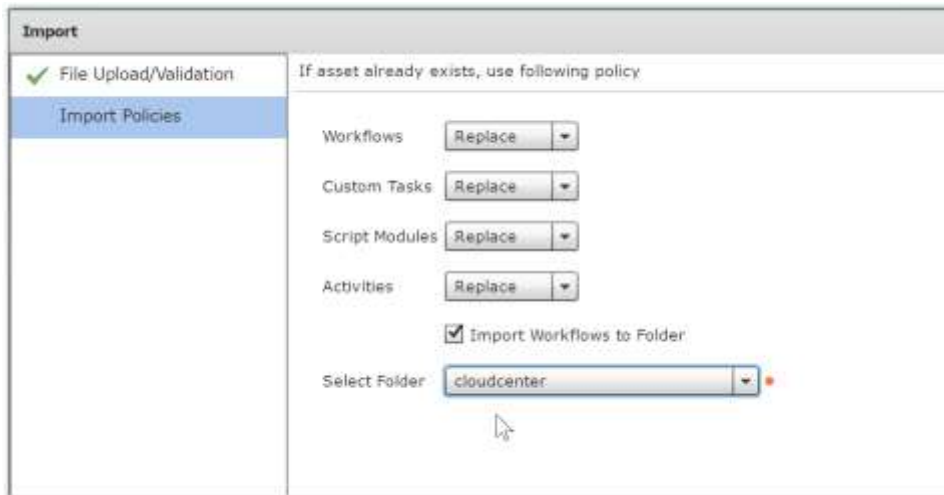 Import
File Upload/Validation
If asset already exists, use following policy
Import Policies
Workflows Replace
Custom Tasks Replace
Script Modules Replace
Activities Replace
Import Workflows to Folder
Select Folder cloudcenter